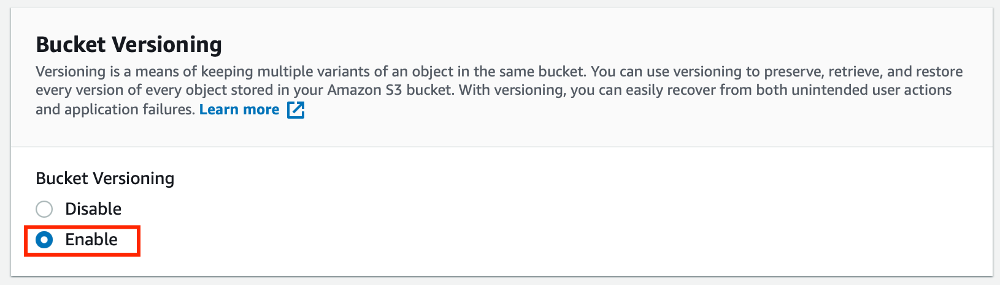 Bucket Versioning
Versioning is a means of keeping multiple variants of an object in the same bucket. You can use versioning to preserve, retrieve, and restore
every version of every object stored in your Amazon S3 bucket. With versioning, you can easily recover from both unintended user actions
and application failures. Learn more
Bucket Versioning
Disable
Enable